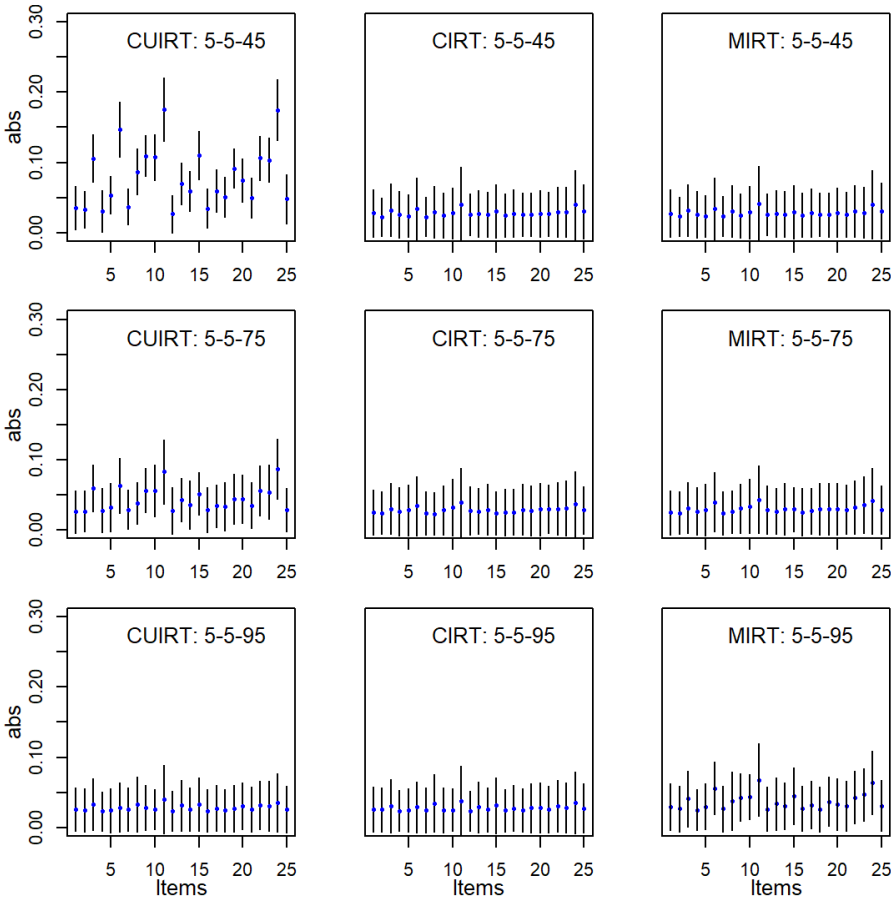 CUIRT: 5-5-45
CIRT: 5-5-45
MIRT: 5-5-45
abs
0.30
0.20
0.10
0.00
5 10 15 20 25
5 10 15 20 25
5 10 15 20 25
CUIRT: 5-5-75
CIRT: 5-5-75
MIRT: 5-5-75
abs
0.30
0.20
0.10
0.00
5 10 15 20 25
5 10 15 20 25
5 10 15 20 25
CUIRT: 5-5-95
CIRT: 5-5-95
MIRT: 5-5-95
abs
0.30
0.20
0.10
0.00
5 10 15 20 25
5 10 15 20 25
5 10 15 20 25
Items
Items
Items